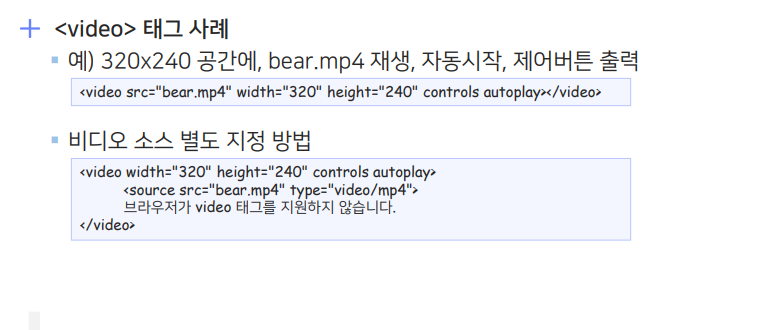 <video> 태그 사례
예) 320x240 공간에, bear.mp4 재생, 자동시작, 제어버튼 출력
<video src="bear.mp4" width="320" height="240" controls autoplay></video>
비디오 소스 별도 지정 방법
<video width="320" height="240" controls autoplay>
<source src="bear.mp4" type="video/mp4">
브라우저가 video 태그를 지원하지 않습니다.
</video>